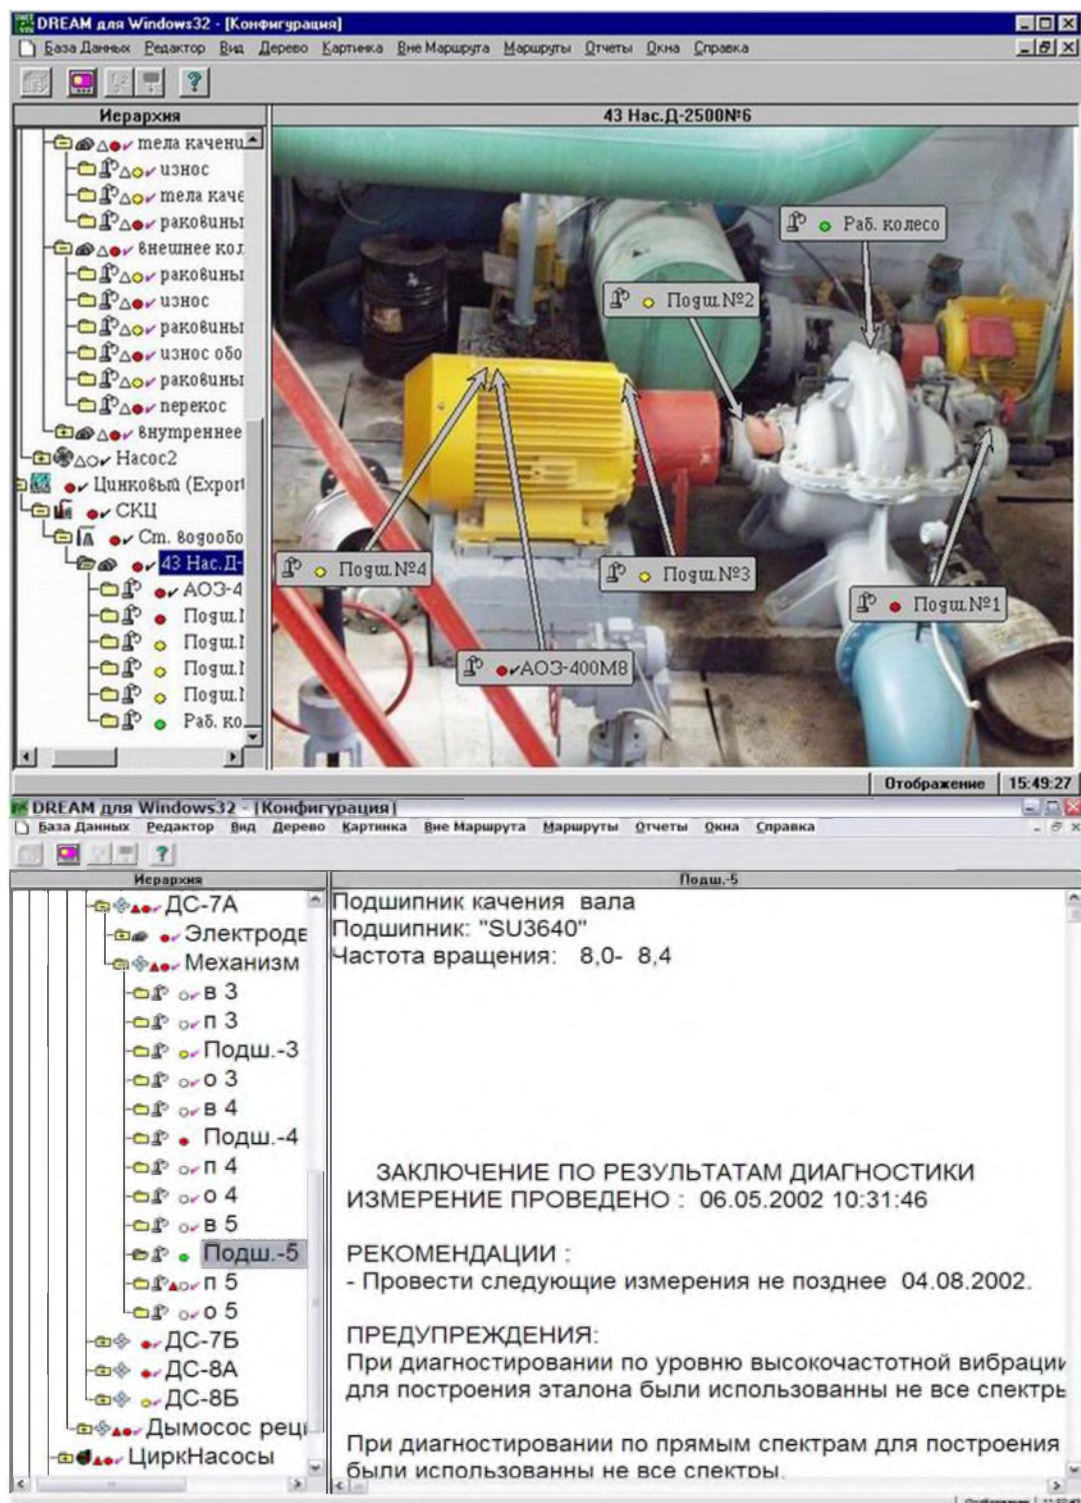 DREAM для Windows32 - [Конфигурация]
База Данных Редактор Вид Дерево Картинка Вне Маршрута Маршруты Отчеты Окна Справка
Иерархия
43 Нас.Д-2500№6
тела качени
износ
тела каче
раковины
внешнее кол
раковины
износ
раковины
износ обо
раковины
перекос
внутреннее
Насос2
Цинковый (Export
СКЦ
Ст. водообо
43 Нас.Д-
АОЗ-4
Подш.
Подш.
Подш.
Подш.
Раб. ко
Раб. колесо
Подш.№2
Подш.№4
Подш.№3
Подш.№1
АОЗ-400М8
Отображение 15:49:27
DREAM для Windows32 - [Конфигурация]
База Данных Редактор Вид Дерево Картинка Вне Маршрута Маршруты Отчеты Окна Справка
Иерархия
Подш.-5
ДС-7А
Электродв
Механизм
в 3
п 3
Подш.-3
о 3
в 4
Подш.-4
п 4
о 4
в 5
Подш.-5
п 5
о 5
ДС-7Б
ДС-8А
ДС-8Б
Дымосос реци
ЦиркНасосы
Подшипник качения вала
Подшипник: "SU3640"
Частота вращения: 8,0- 8,4
ЗАКЛЮЧЕНИЕ ПО РЕЗУЛЬТАТАМ ДИАГНОСТИКИ
ИЗМЕРЕНИЕ ПРОВЕДЕНО : 06.05.2002 10:31:46
РЕКОМЕНДАЦИИ :
- Провести следующие измерения не позднее 04.08.2002.
ПРЕДУПРЕЖДЕНИЯ:
При диагностировании по уровню высокочастотной вибрации
для построения эталона были использованны не все спектры
При диагностировании по прямым спектрам для построения
были использованны не все спектры.